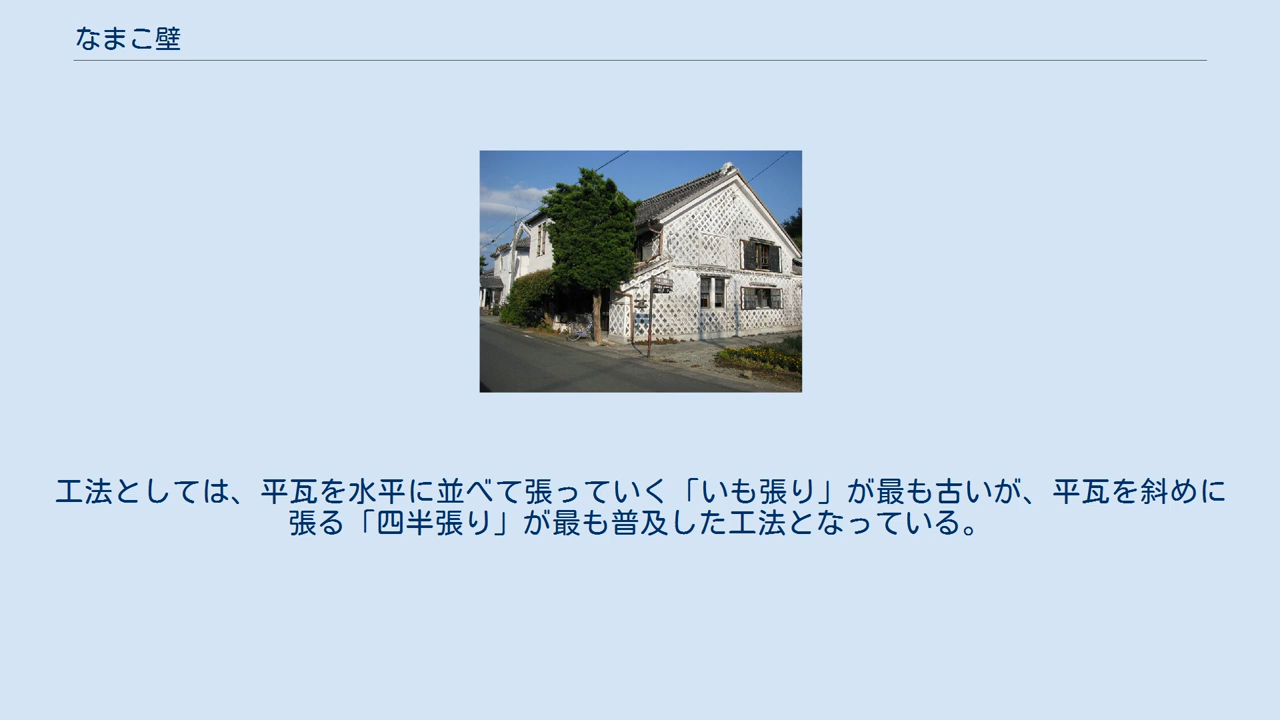 なまこ壁
工法としては、平瓦を水平に並べて張っていく「いも張り」が最も古いが、平瓦を斜めに
張る「四半張り」が最も普及した工法となっている。